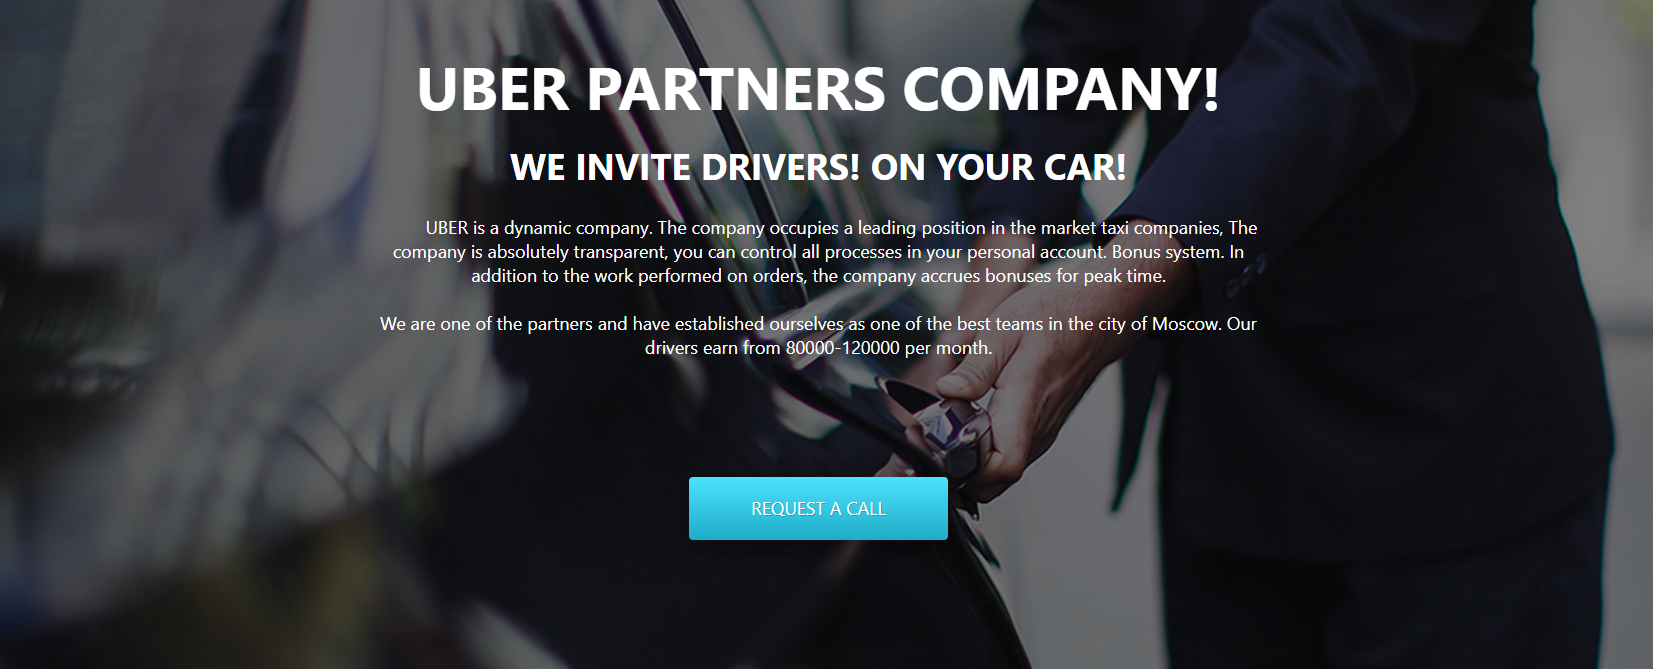 UBER PARTNERS COMPANY!
WE INVITE DRIVERS! ON YOUR CAR!
UBER is a dynamic company. The company occupies a leading position in the market taxi companies, The
company is absolutely transparent, you can control all processes in your personal account. Bonus system. In
addition to the work performed on orders, the company accrues bonuses for peak time.
We are one of the partners and have established ourselves as one of the best teams in the city of Moscow. Our
drivers earn from 80000-120000 per month.
REQUEST A CALL